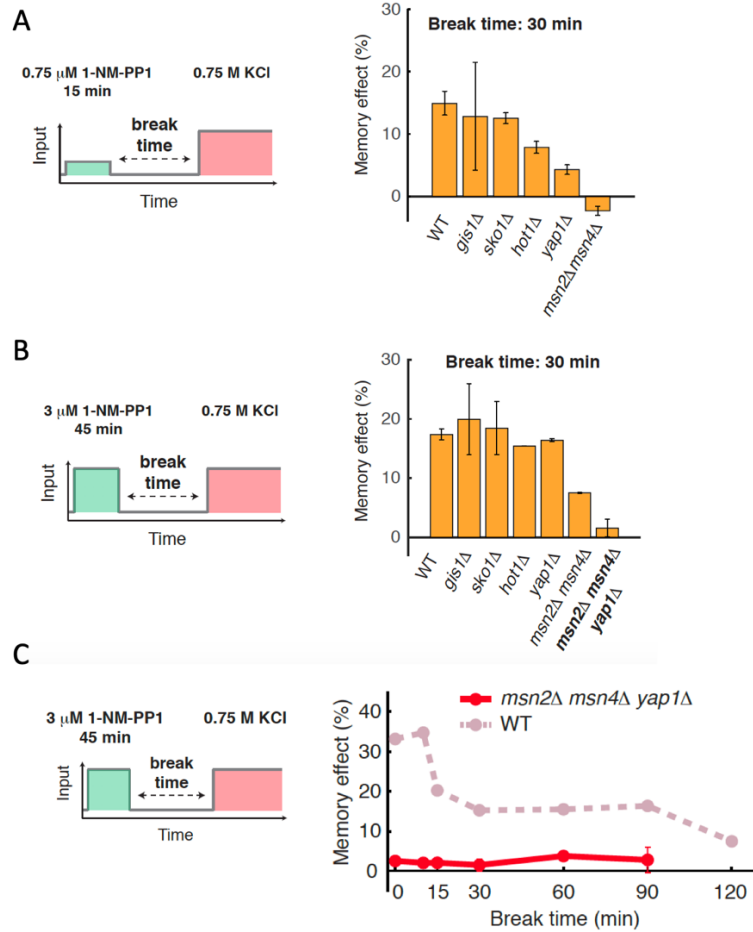 A
0.75 μM 1-NM-PP1
15 min
0.75 M KCl
break
time
Input
Time
Break time: 30 min
Memory effect (%)
30
20
10
0
WT
gis1Δ
sko1Δ
hot1Δ
yap1Δ
msn2Δmsn4Δ
B
3 μM 1-NM-PP1
45 min
0.75 M KCl
break
time
Input
Time
Break time: 30 min
Memory effect (%)
30
20
10
0
WT
gis1Δ
sko1Δ
hot1Δ
yap1Δ
msn2Δ msn4Δ
msn2Δ msn4Δ
yap1Δ
C
3 μM 1-NM-PP1
45 min
0.75 M KCl
break
time
Input
Time
msn2Δ msn4Δ yap1Δ
WT
Memory effect (%)
40
30
20
10
0
0 15 30 60 90 120
Break time (min)